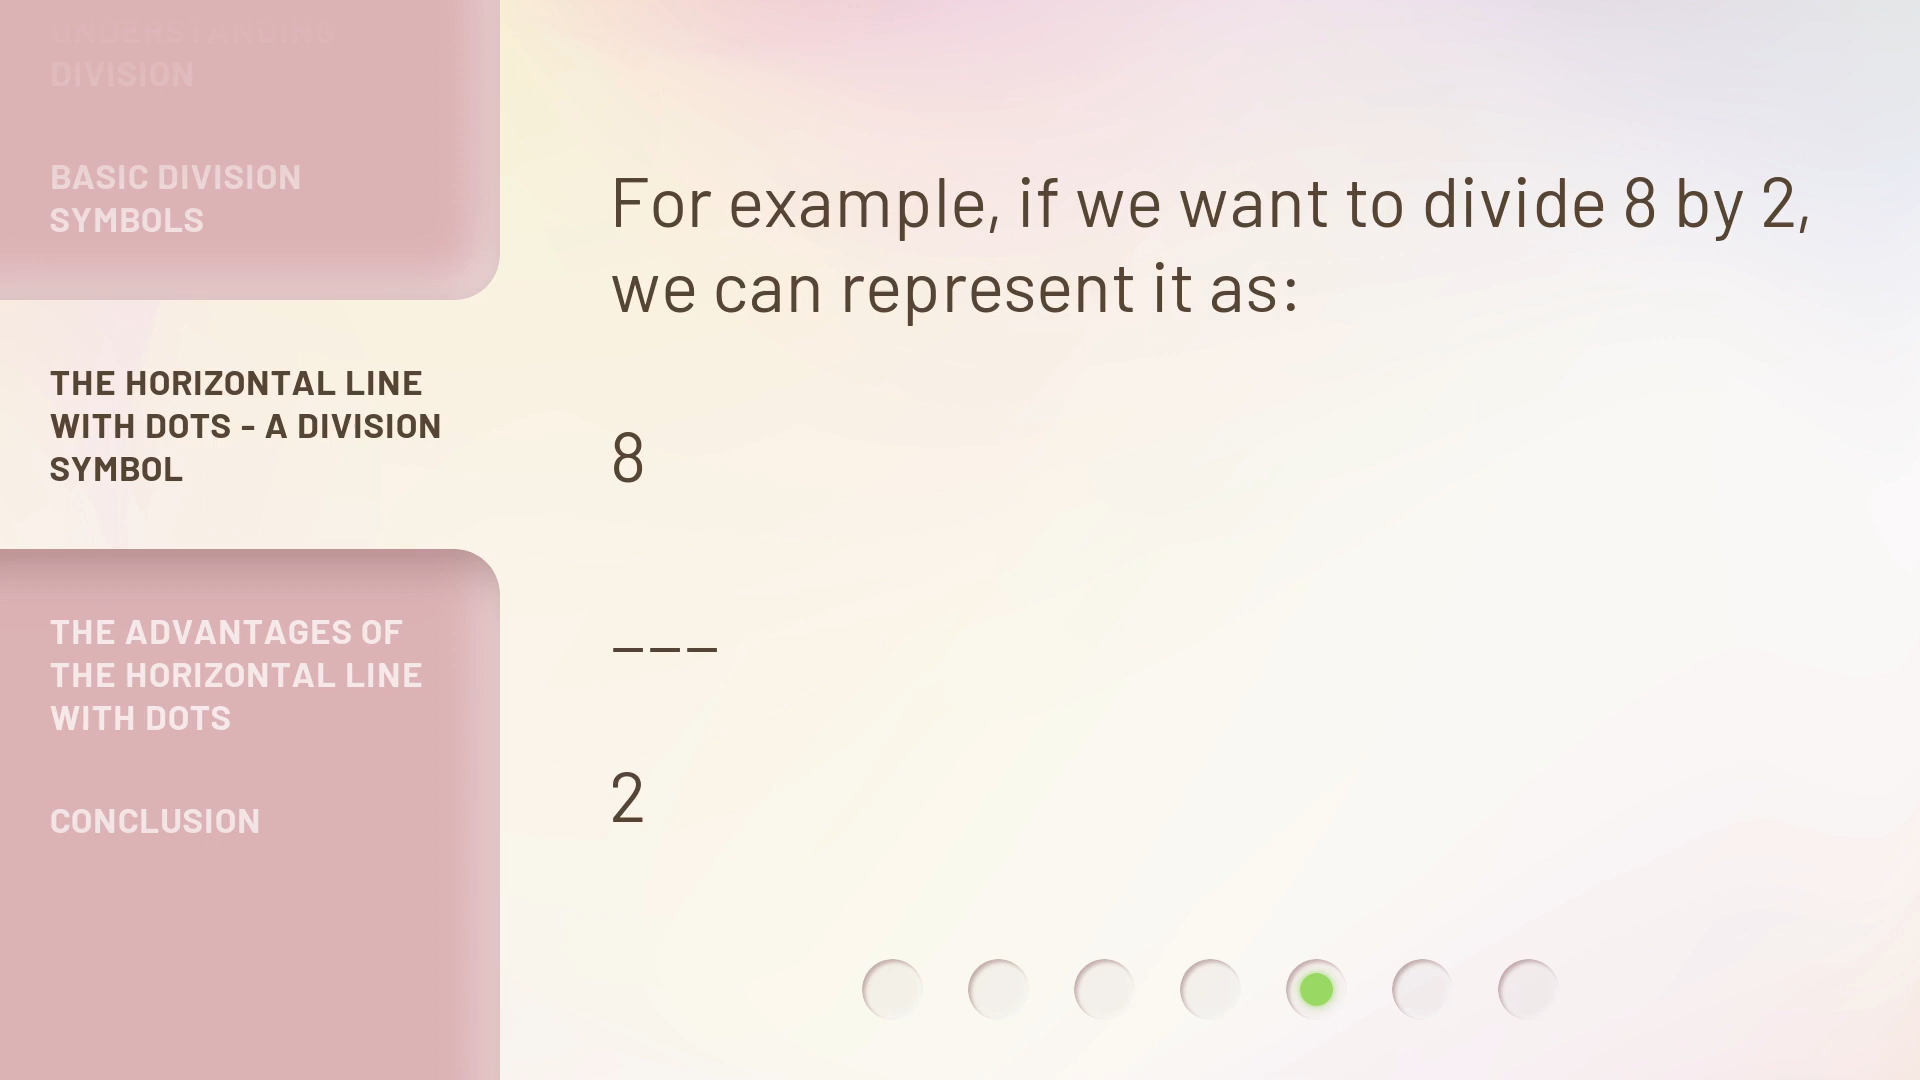 UNDERSTANDING
DIVISION
BASIC DIVISION
SYMBOLS
THE HORIZONTAL LINE
WITH DOTS - A DIVISION
SYMBOL
THE ADVANTAGES OF
THE HORIZONTAL LINE
WITH DOTS
CONCLUSION
For example, if we want to divide 8 by 2,
we can represent it as:
8
———
2